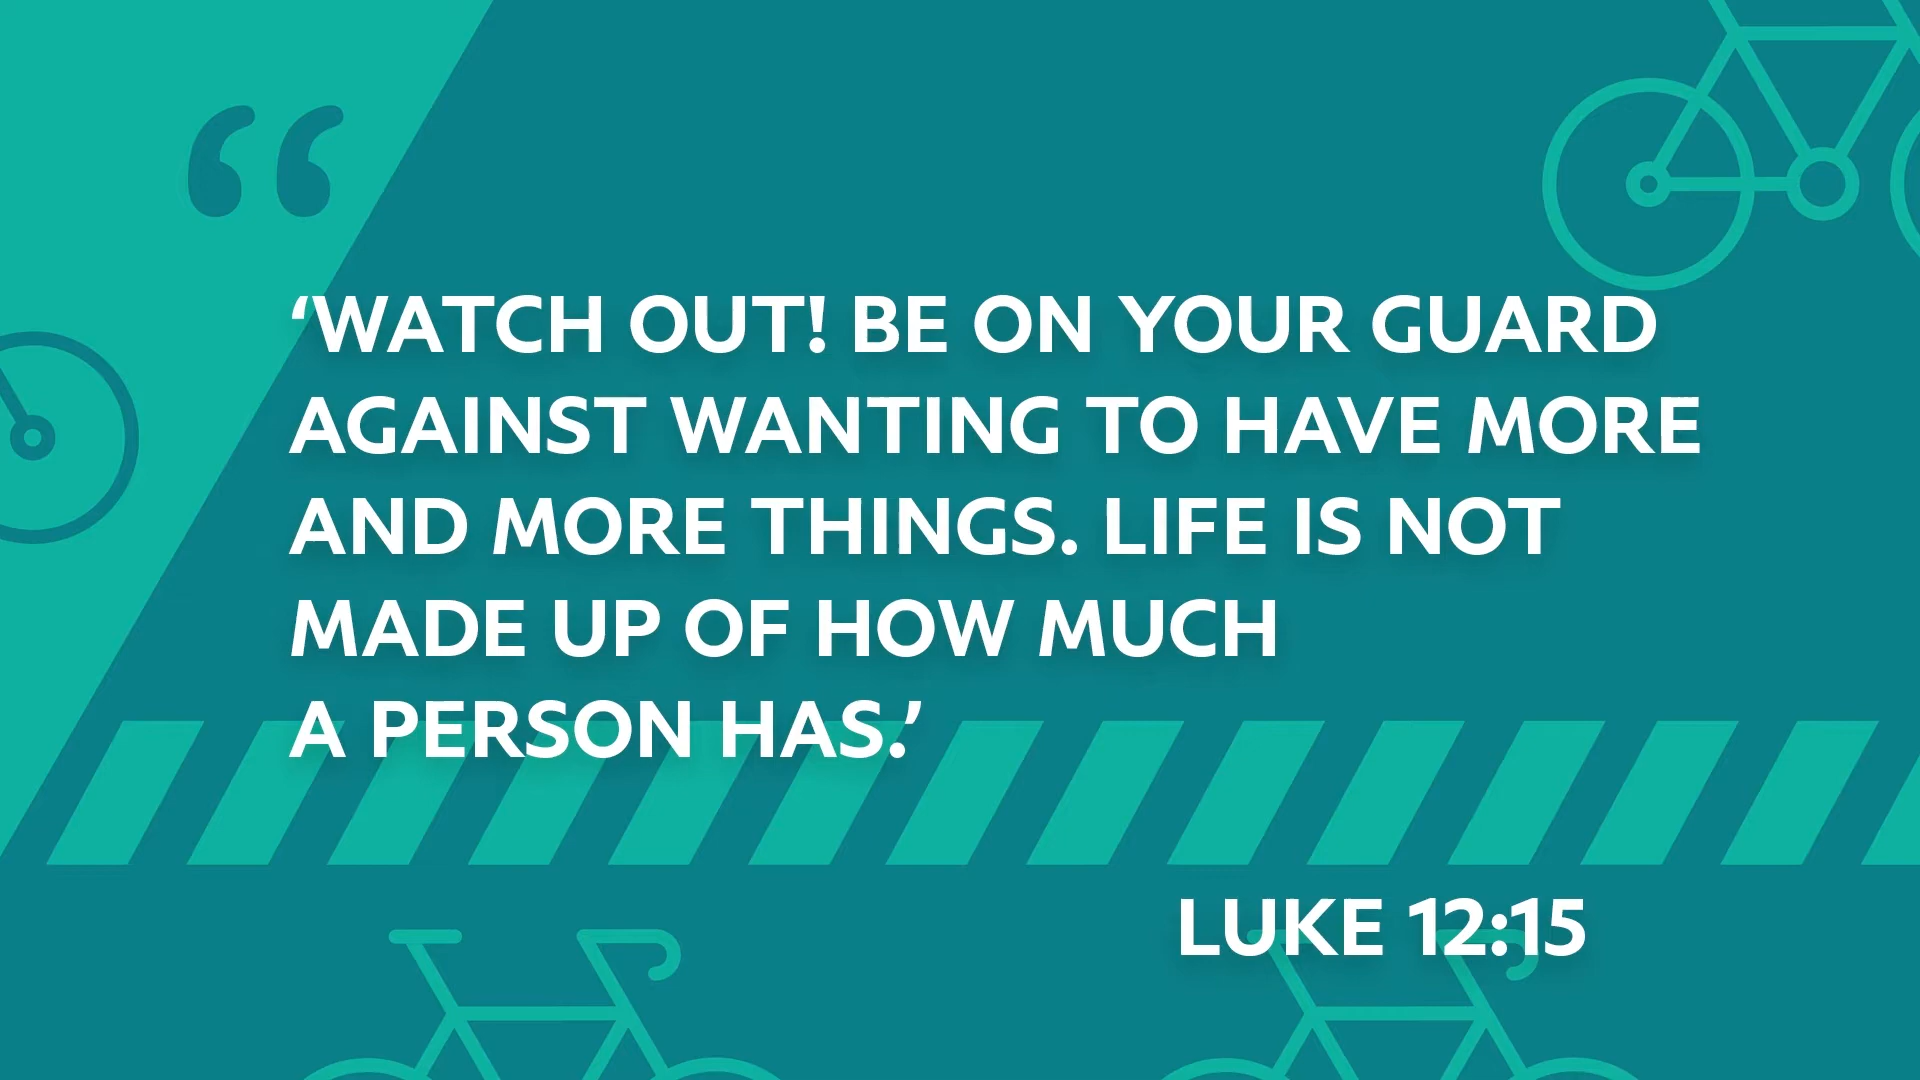 “
‘WATCH OUT! BE ON YOUR GUARD
AGAINST WANTING TO HAVE MORE
AND MORE THINGS. LIFE IS NOT
MADE UP OF HOW MUCH
A PERSON HAS.’
LUKE 12:15